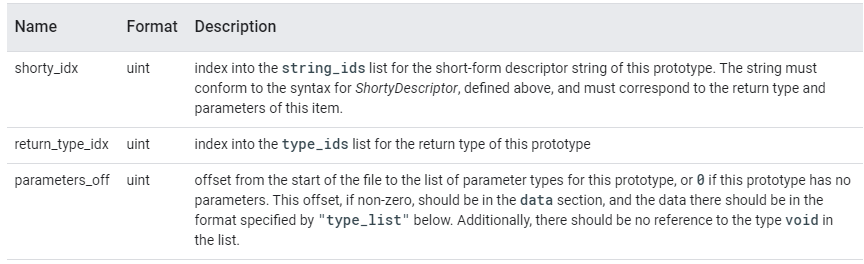 Name Format Description
shorty_idx uint index into the string_ids list for the short-form descriptor string of this prototype. The string must
conform to the syntax for ShortyDescriptor, defined above, and must correspond to the return type and
parameters of this item.
return_type_idx uint index into the type_ids list for the return type of this prototype
parameters_off uint offset from the start of the file to the list of parameter types for this prototype, or 0 if this prototype has no
parameters. This offset, if non-zero, should be in the data section, and the data there should be in the
format specified by "type_list" below. Additionally, there should be no reference to the type void in
the list.